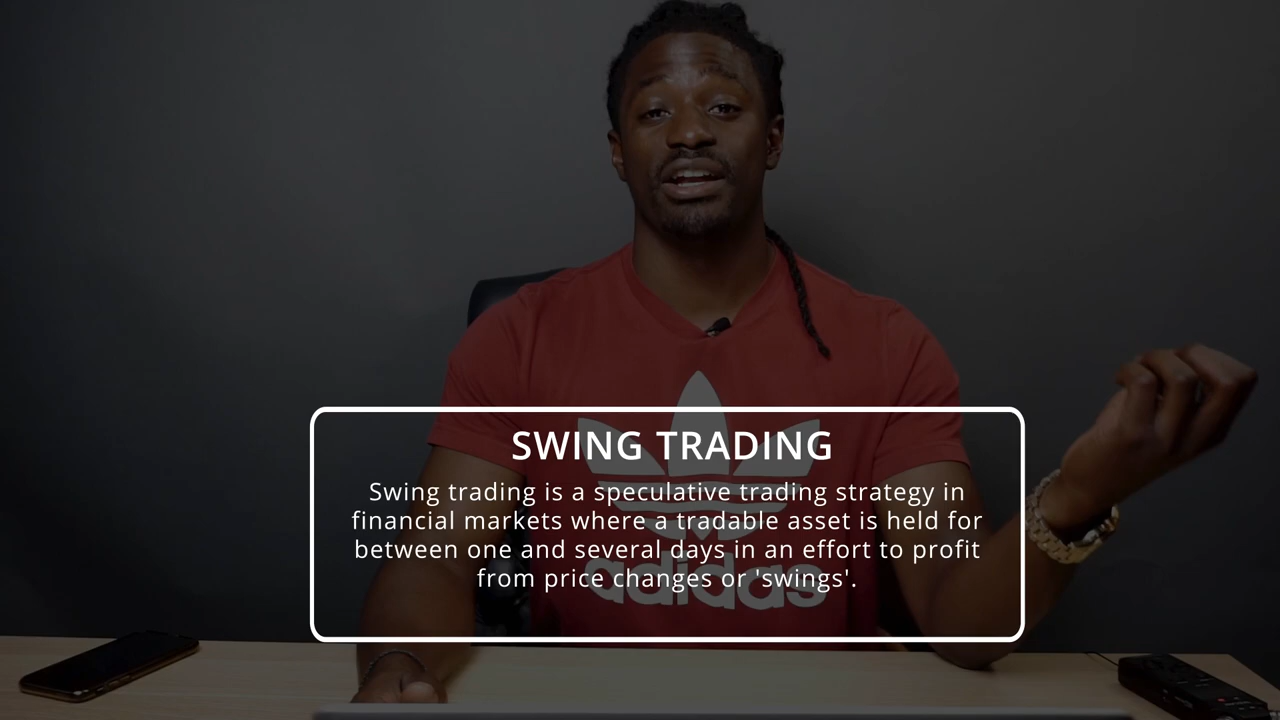 SWING TRADING
Swing trading is a speculative trading strategy in
financial markets where a tradable asset is held for
between one and several days in an effort to profit
from price changes or 'swings'.
adidas